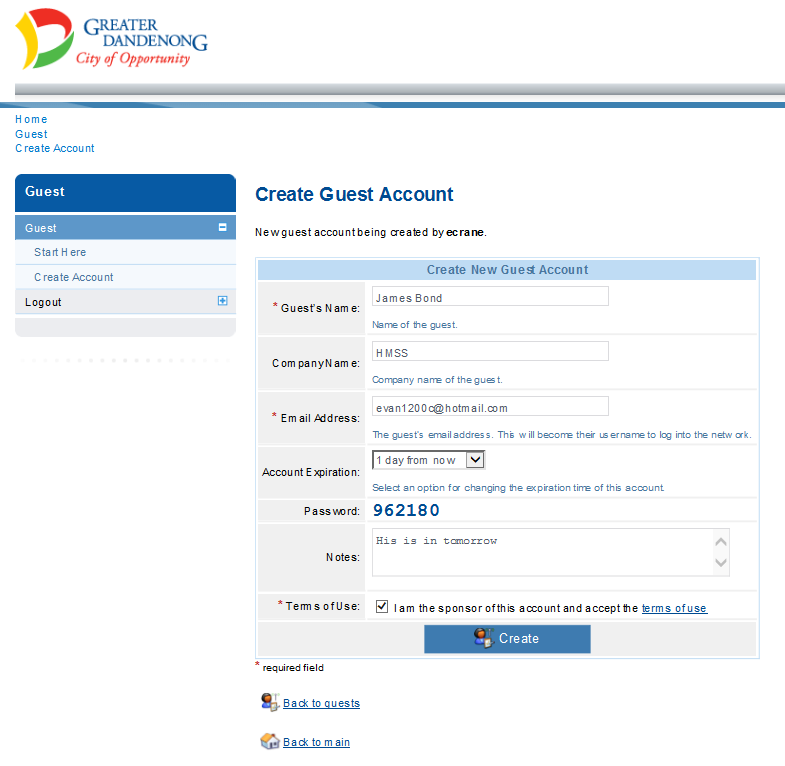 GREATER
DANDENONG
City of Opportunity
Home
Guest
Create Account
Guest
Guest
Start Here
Create Account
Logout
Create Guest Account
New guest account being created by ecrane.
Create New Guest Account
* Guest's Name:
James Bond
Name of the guest.
Company Name:
HMSS
Company name of the guest.
* Email Address:
evan1200c@hotmail.com
The guest's email address. This will become their username to log into the network.
Account Expiration:
1 day from now
Select an option for changing the expiration time of this account.
Password:
962180
Notes:
His is in tomorrow
* Terms of Use:
I am the sponsor of this account and accept the terms of use
Create
* required field
Back to guests
Back to main